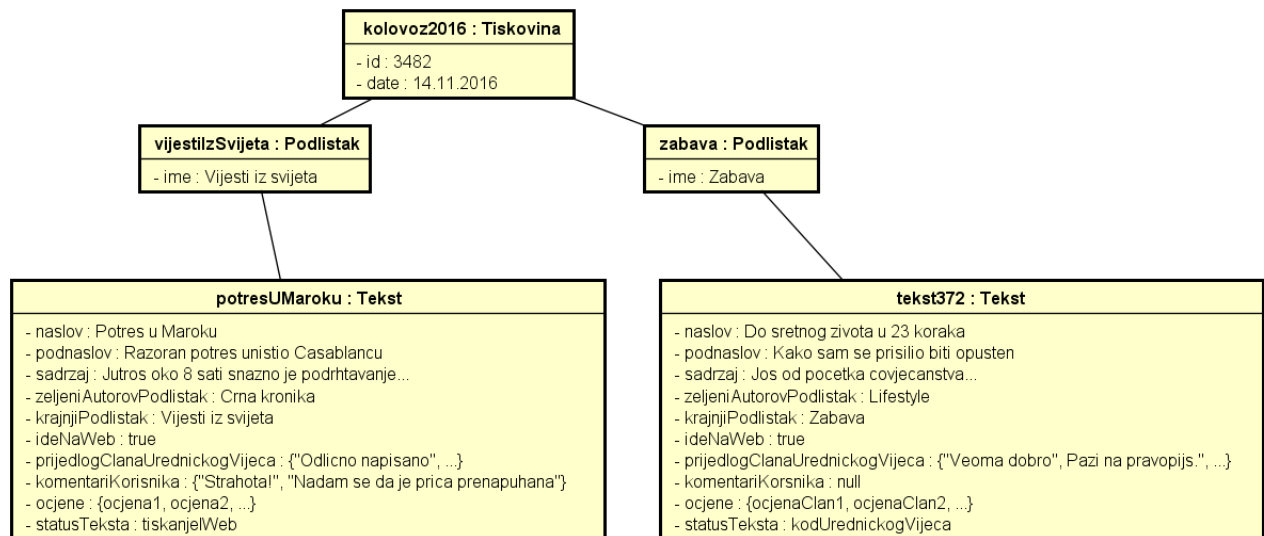 kolovoz2016 : Tiskovina
- id : 3482
- date : 14.11.2016
vijestiIzSvijeta : Podlistak
- ime : Vijesti iz svijeta
zabava : Podlistak
- ime : Zabava
potresUMaroku : Tekst
- naslov : Potres u Maroku
- podnaslov : Razoran potres unistio Casablancu
- sadrzaj : Jutros oko 8 sati snazno je podrhtavanje...
- zeljeniAutorovPodlistak : Crna kronika
- krajnjiPodlistak : Vijesti iz svijeta
- ideNaWeb : true
- prijedlogClanaUrednickogVijeca : {"Odlicno napisano", ...}
- komentariKorisnika : {"Strahota!", "Nadam se da je prica prenapuhana"}
- ocjene : {ocjena1, ocjena2, ...}
- statusTeksta : tiskanjeIWeb
tekst372 : Tekst
- naslov : Do sretnog zivota u 23 koraka
- podnaslov : Kako sam se prisilio biti opusten
- sadrzaj : Jos od pocetka covjecanstva...
- zeljeniAutorovPodlistak : Lifestyle
- krajnjiPodlistak : Zabava
- ideNaWeb : true
- prijedlogClanaUrednickogVijeca : {"Veoma dobro", Pazi na pravopijs.", ...}
- komentariKorsnika : null
- ocjene : {ocjenaClan1, ocjenaClan2, ...}
- statusTeksta : kodUrednickogVijeca